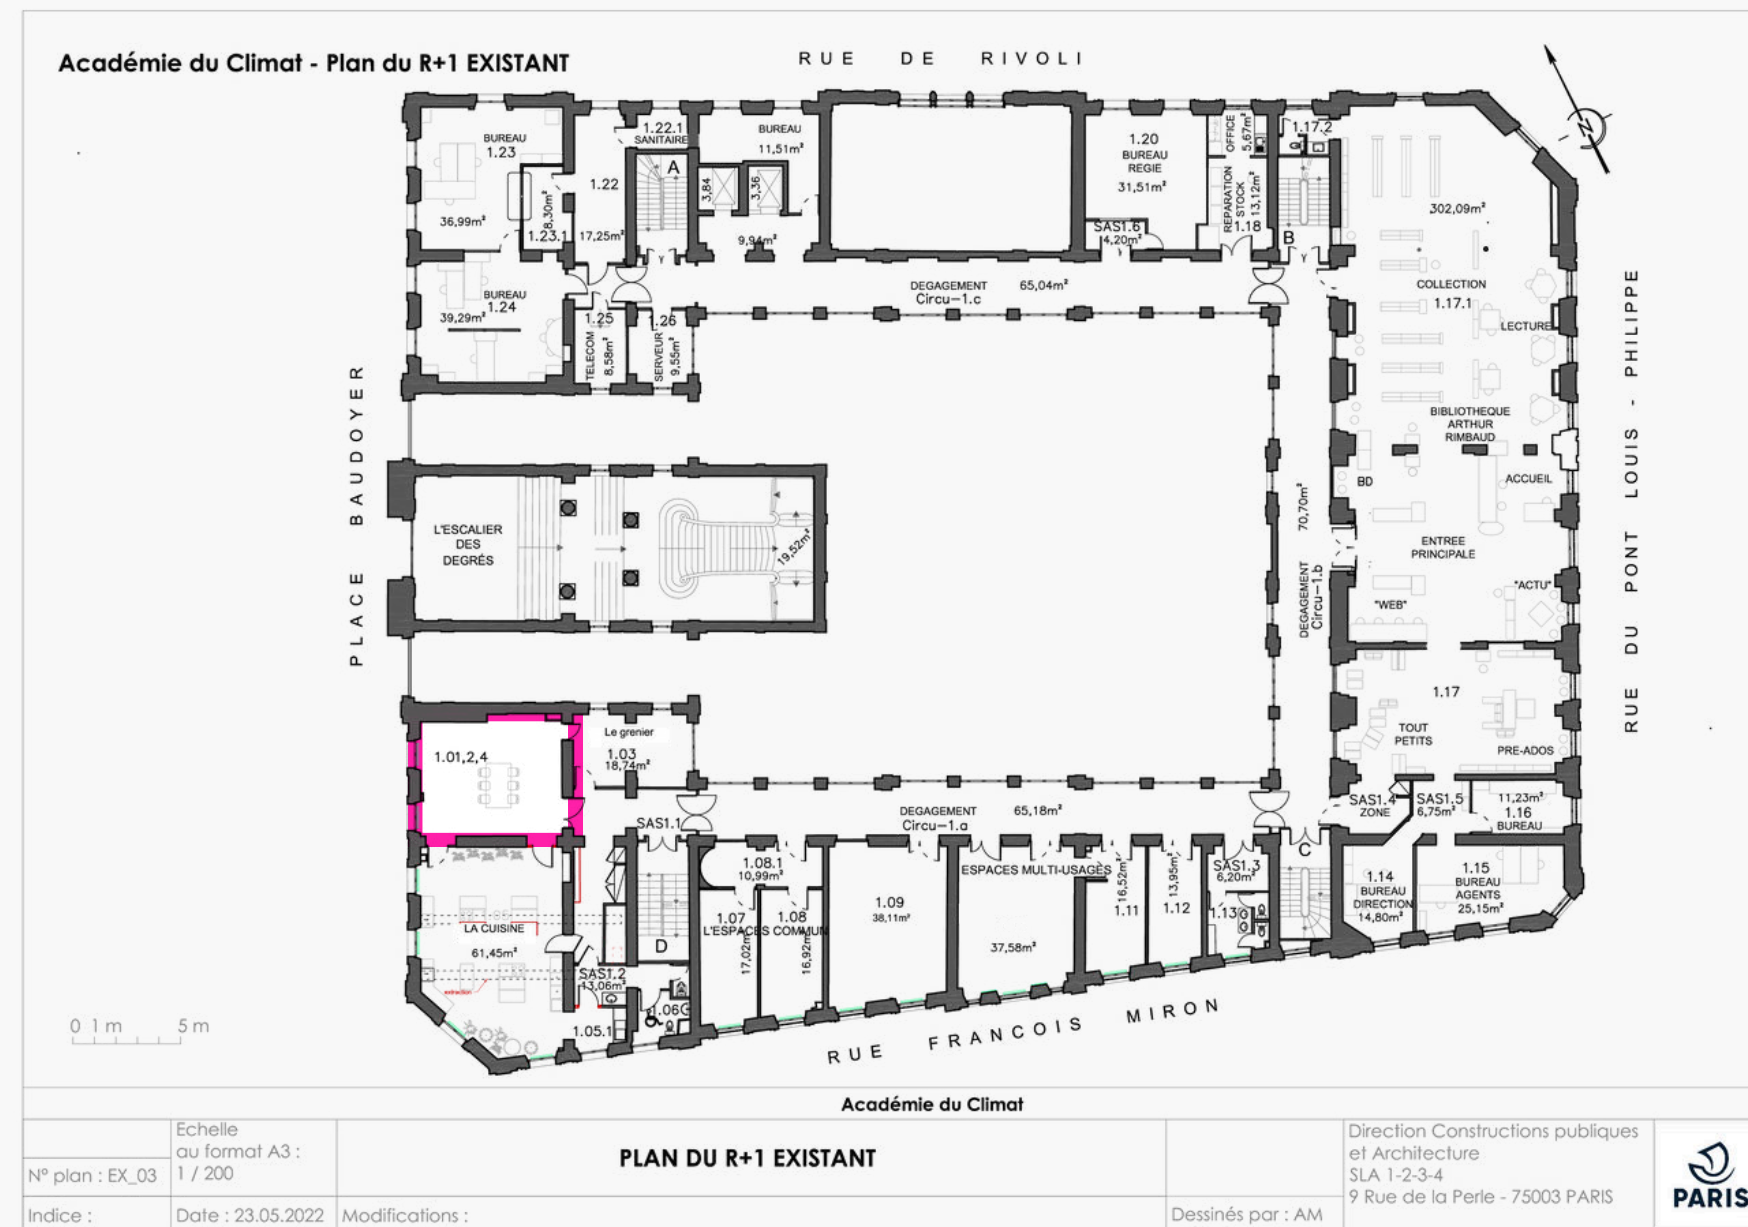 Académie du Climat - Plan du R+1 EXISTANT
RUE DE RIVOLI
N
BUREAU
1.23
36,99m²
8,30m²
1.23.1
1.22
17,25m²
1.22.1
SANITAIRE
A
BUREAU
11,51m²
3,84
3,36
9,94m²
1.20
BUREAU
REGIE
31,51m²
SAS1.6
4,20m²
OFFICE
5,67m²
REPARATION
STOCK
13,12m²
1.18
1.17.2
B
302,09m²
COLLECTION
1.17.1
LECTURE
BIBLIOTHEQUE
ARTHUR
RIMBAUD
BD
ACCUEIL
ENTREE
PRINCIPALE
"ACTU"
"WEB"
BUREAU
1.24
39,29m²
1.25
TELECOM
8,58m²
1.26
SERVEUR
9,55m²
DEGAGEMENT
Circu-1.c
65,04m²
PLACE BAUDOYER
RUE DU PONT LOUIS - PHILIPPE
L'ESCALIER
DES
DEGRÉS
19,52m²
DEGAGEMENT
Circu-1.b
70,70m²
1.17
TOUT
PETITS
PRE-ADOS
1.01,2,4
Le grenier
1.03
18,74m²
SAS1.1
DEGAGEMENT
Circu-1.a
65,18m²
SAS1.4
ZONE
SAS1.5
6,75m²
11,23m²
1.16
BUREAU
LA CUISINE
61,45m²
extraction
SAS1.2
13,06m²
1.05.1
1.06
D
1.08.1
10,99m²
1.07
1.08
L'ESPACES COMMUN
17,02m²
16,92m²
1.09
38,11m²
ESPACES MULTI-USAGES
37,58m²
16,52m²
1.11
13,95m²
1.12
SAS1.3
6,20m²
1.13
C
1.14
BUREAU
DIRECTION
14,80m²
1.15
BUREAU
AGENTS
25,15m²
RUE FRANCOIS MIRON
0 1 m 5 m
Académie du Climat
N° plan : EX_03
Echelle
au format A3 :
1 / 200
PLAN DU R+1 EXISTANT
Direction Constructions publiques
et Architecture
SLA 1-2-3-4
9 Rue de la Perle - 75003 PARIS
PARIS
Indice :
Date : 23.05.2022
Modifications :
Dessinés par : AM